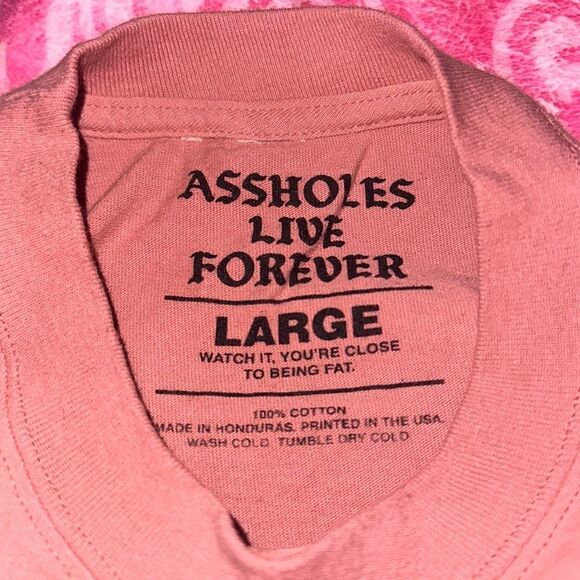 ASSHOLES
LIVE
FOREVER
LARGE
WATCH IT, YOU'RE CLOSE
TO BEING FAT.
100% COTTON
MADE IN HONDURAS. PRINTED IN THE USA.
WASH COLD TUMBLE DRY COLD